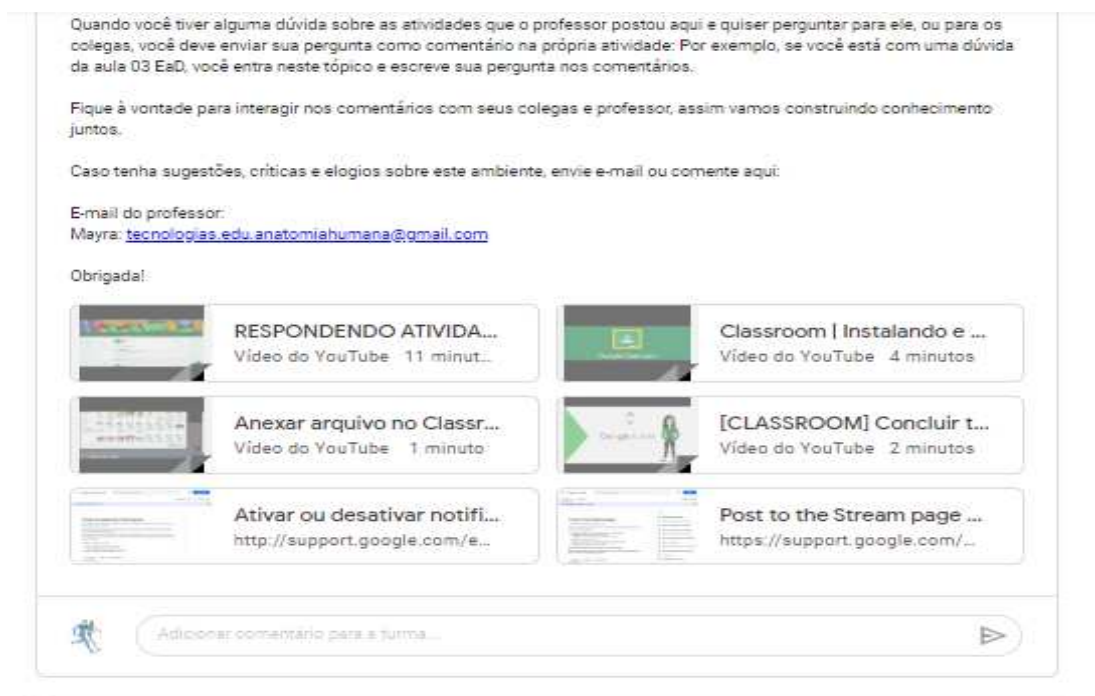 Quando você tiver alguma dúvida sobre as atividades que o professor postou aqui e quiser perguntar para ele, ou para os
colegas, você deve enviar sua pergunta como comentário na própria atividade: Por exemplo, se você está com uma dúvida
da aula 03 EaD, você entra neste tópico e escreve sua pergunta nos comentários.
Fique à vontade para interagir nos comentários com seus colegas e professor, assim vamos construindo conhecimento
juntos.
Caso tenha sugestões, críticas e elogios sobre este ambiente, envie e-mail ou comente aqui:
E-mail do professor:
Mayra: tecnologias.edu.anatomiahumana@gmail.com
Obrigada!
RESPONDENDO ATIVIDA...
Vídeo do YouTube 11 minut...
Classroom | Instalando e ...
Vídeo do YouTube 4 minutos
Anexar arquivo no Classr...
Vídeo do YouTube 1 minuto
[CLASSROOM] Concluir t...
Vídeo do YouTube 2 minutos
Ativar ou desativar notifi...
http://support.google.com/e...
Post to the Stream page ...
https://support.google.com/...
Adicionar comentário para a turma...